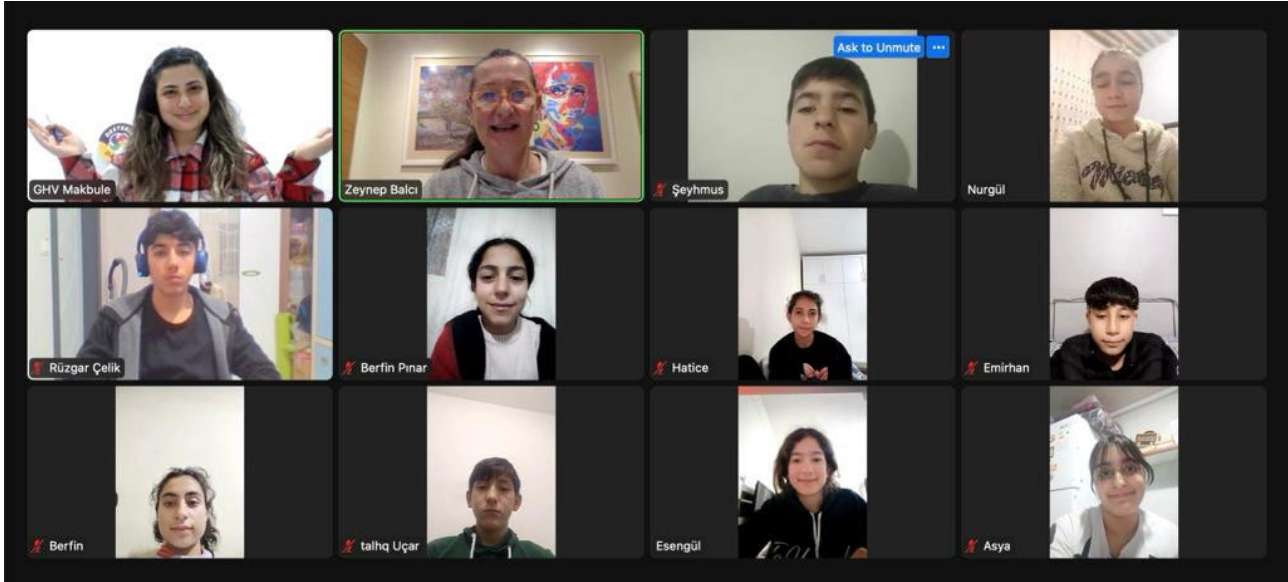 Ask to Unmute
GHV Makbule
Zeynep Balcı
Şeyhmus
Nurgül
Rüzgar Çelik
Berfin Pınar
Hatice
Emirhan
Berfin
talhq Uçar
Esengül
Asya